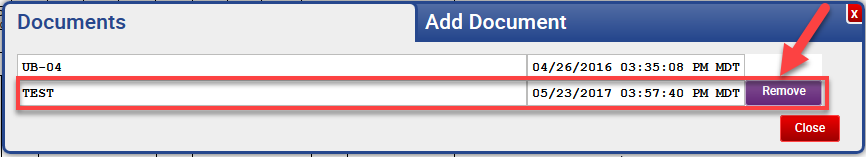 Documents Add Document x
UB-04 04/26/2016 03:35:08 PM MDT
TEST 05/23/2017 03:57:40 PM MDT Remove
Close